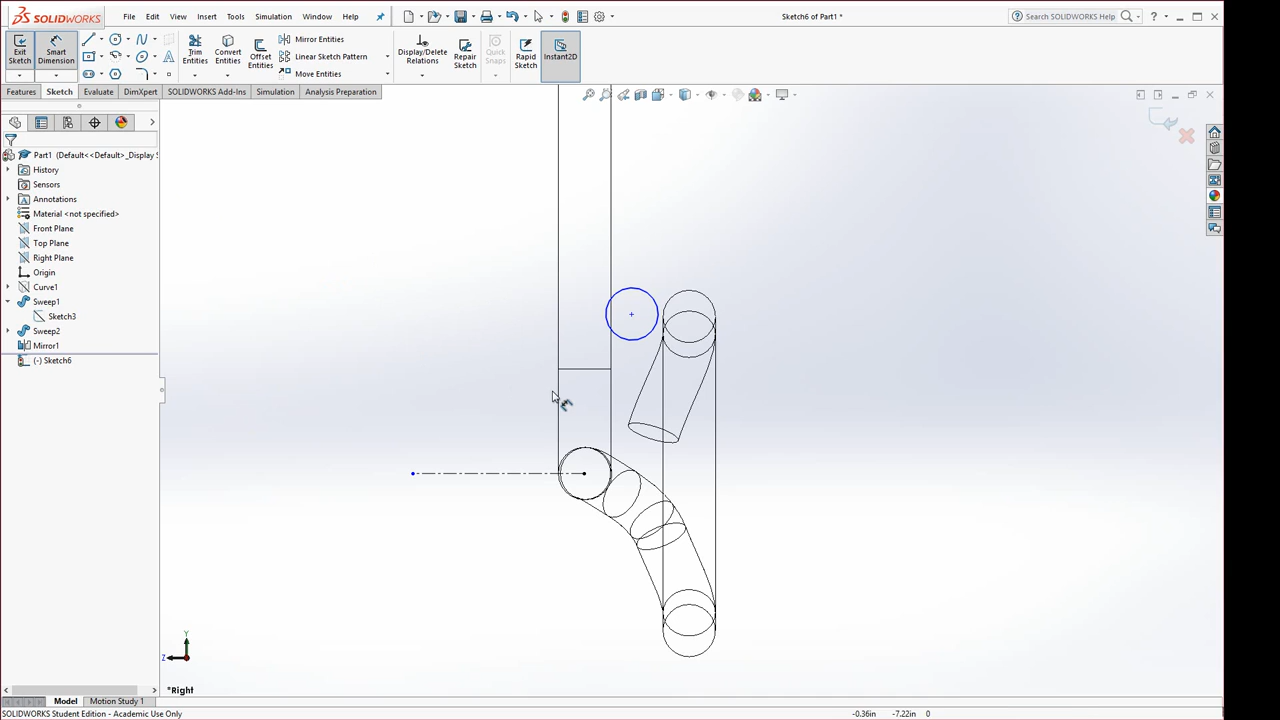 SOLIDWORKS File Edit View Insert Tools Simulation Window Help Sketch6 of Part1 * Search SOLIDWORKS Help ?
Exit Sketch
Smart Dimension
Trim Entities
Convert Entities
Offset Entities
Mirror Entities
Linear Sketch Pattern
Move Entities
Display/Delete Relations
Repair Sketch
Quick Snaps
Rapid Sketch
Instant2D
Features Sketch Evaluate DimXpert SOLIDWORKS Add-Ins Simulation Analysis Preparation
Part1 (Default<<Default>_Display S
History
Sensors
Annotations
Material <not specified>
Front Plane
Top Plane
Right Plane
Origin
Curve1
Sweep1
Sketch3
Sweep2
Mirror1
(-) Sketch6
Y
Z
*Right
Model Motion Study 1
SOLIDWORKS Student Edition - Academic Use Only -0.36in -7.22in 0